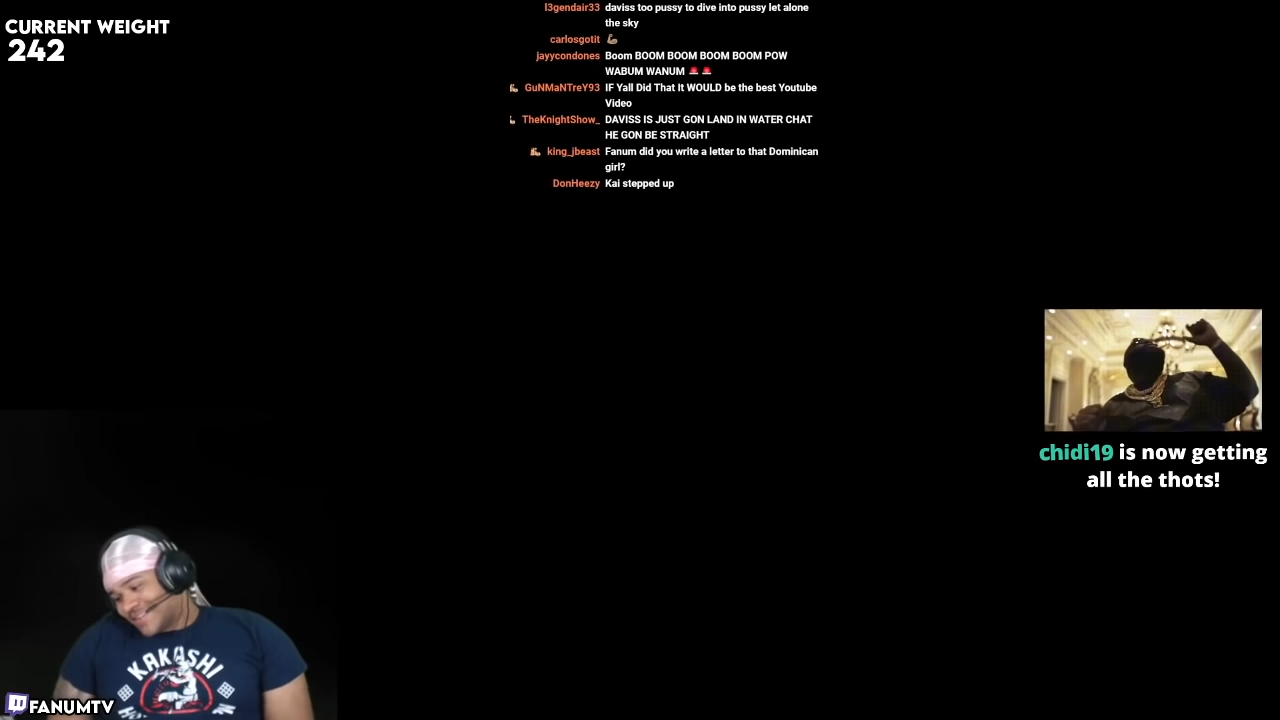 CURRENT WEIGHT
242
l3gendair33 daviss too pussy to dive into pussy let alone
the sky
carlosgotit
jayycondones Boom BOOM BOOM BOOM BOOM POW
WABUM WANUM
GuNMaNTreY93 IF Yall Did That It WOULD be the best Youtube
Video
TheKnightShow_ DAVISS IS JUST GON LAND IN WATER CHAT
HE GON BE STRAIGHT
king_jbeast Fanum did you write a letter to that Dominican
girl?
DonHeezy Kai stepped up
chidi19 is now getting
all the thots!
KAKASHI
FANUMTV